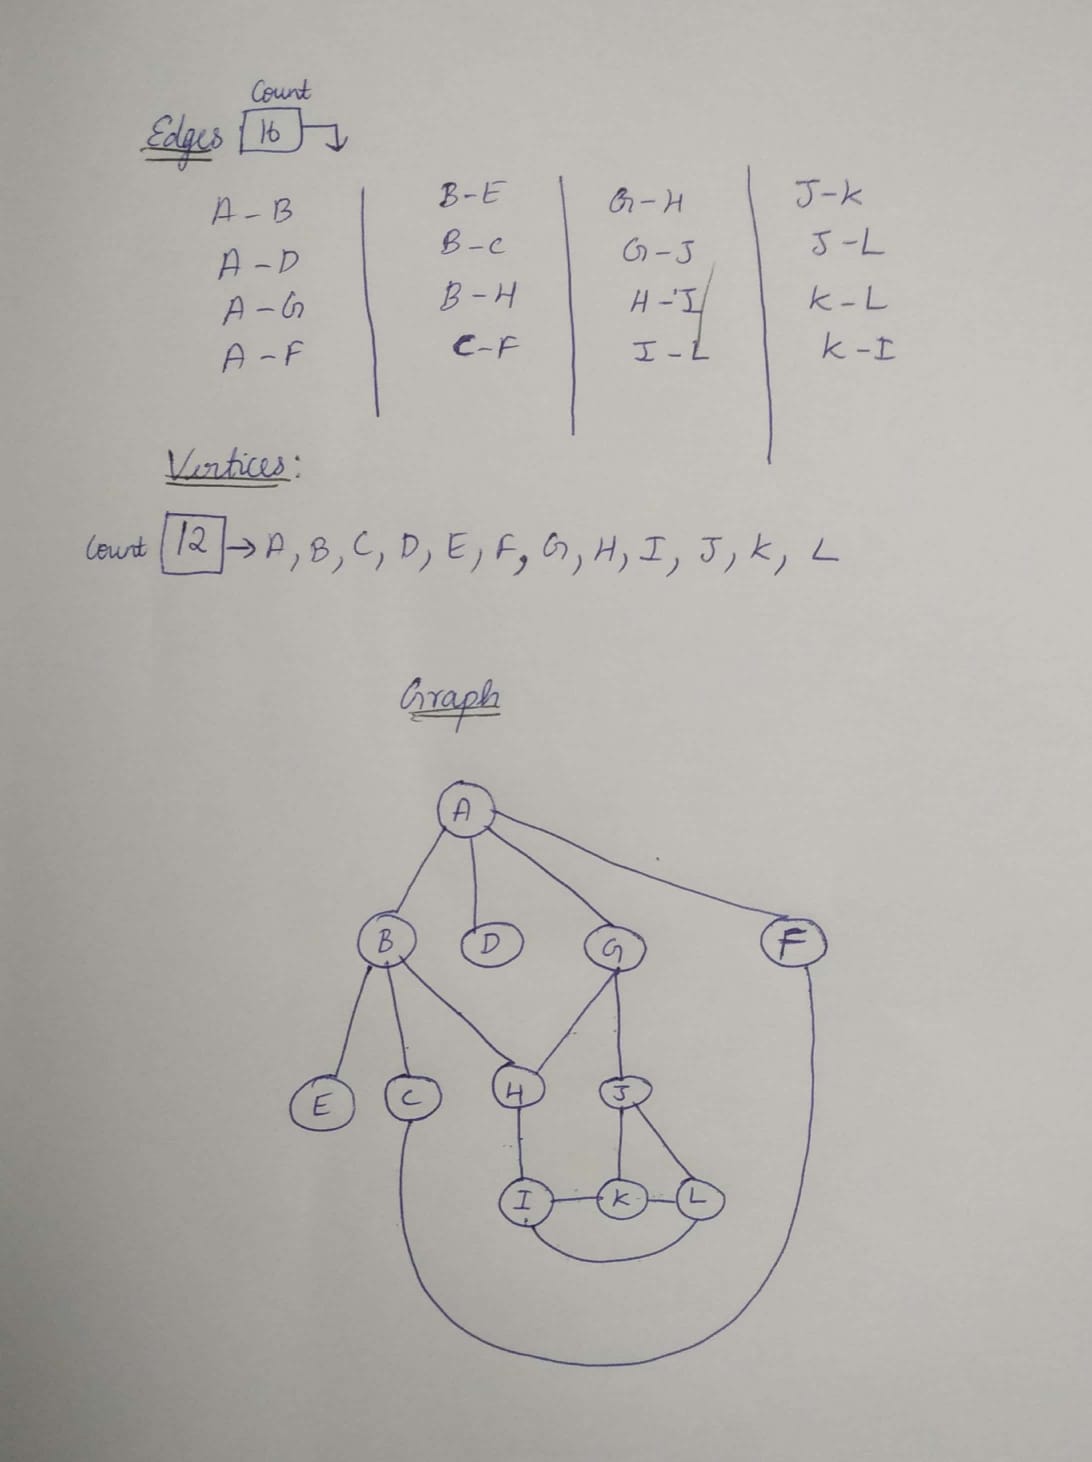 Count
Edges 16
A-B B-E G-H J-K
A-D B-C G-J J-L
A-G B-H H-I K-L
A-F C-F I-L K-I
Vertices:
Count 12 → A, B, C, D, E, F, G, H, I, J, K, L
Graph
A
B D G F
E C H J
I K L